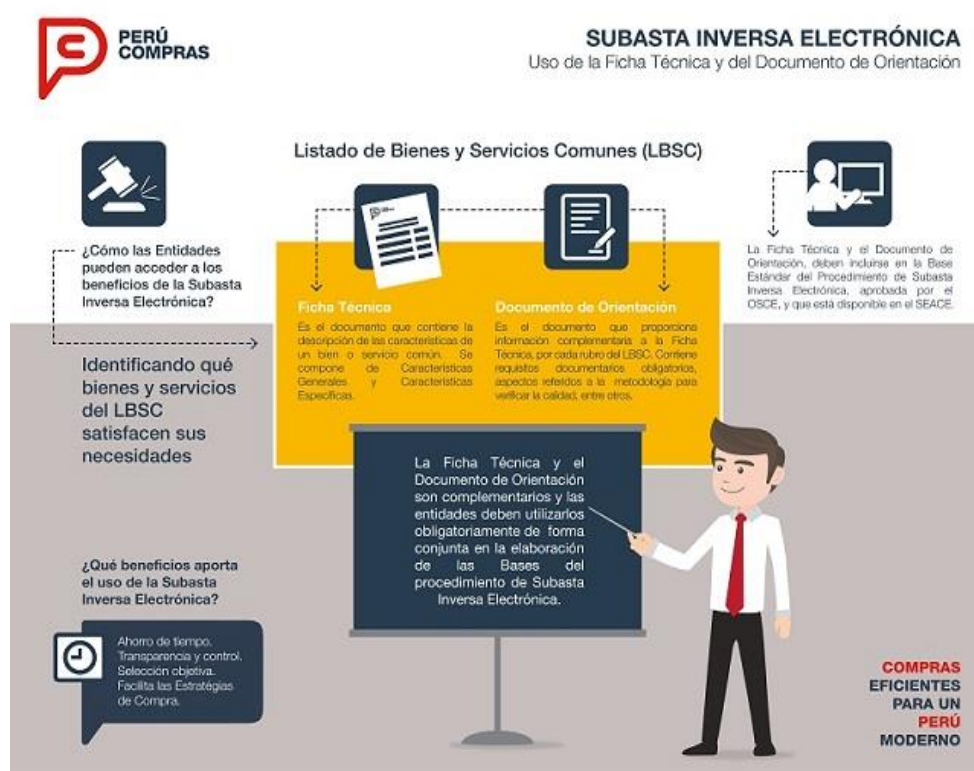 PERÚ
COMPRAS
SUBASTA INVERSA ELECTRÓNICA
Uso de la Ficha Técnica y del Documento de Orientación
Listado de Bienes y Servicios Comunes (LBSC)
¿Cómo las Entidades
pueden acceder a los
beneficios de la Subasta
Inversa Electrónica?
Identificando qué
bienes y servicios
del LBSC
satisfacen sus
necesidades
Ficha Técnica
Es el documento que contiene la
descripción de las características de
un bien o servicio común. Se
compone de Características
Generales y Características
Específicas.
Documento de Orientación
Es el documento que proporciona
información complementaria a la Ficha
Técnica, por cada rubro del LBSC. Contiene
requisitos documentarios obligatorios,
aspectos referidos a la metodología para
verificar la calidad, entre otros.
La Ficha Técnica y el Documento de
Orientación, deben incluirse en la Base
Estándar del Procedimiento de Subasta
Inversa Electrónica, aprobada por el
OSCE, y que está disponible en el SEACE.
La Ficha Técnica y el
Documento de Orientación
son complementarios y las
entidades deben utilizarlos
obligatoriamente de forma
conjunta en la elaboración
de las Bases del
procedimiento de Subasta
Inversa Electrónica.
¿Qué beneficios aporta
el uso de la Subasta
Inversa Electrónica?
Ahorro de tiempo.
Transparencia y control.
Selección objetiva.
Facilita las Estratégias
de Compra.
COMPRAS
EFICIENTES
PARA UN
PERÚ
MODERNO